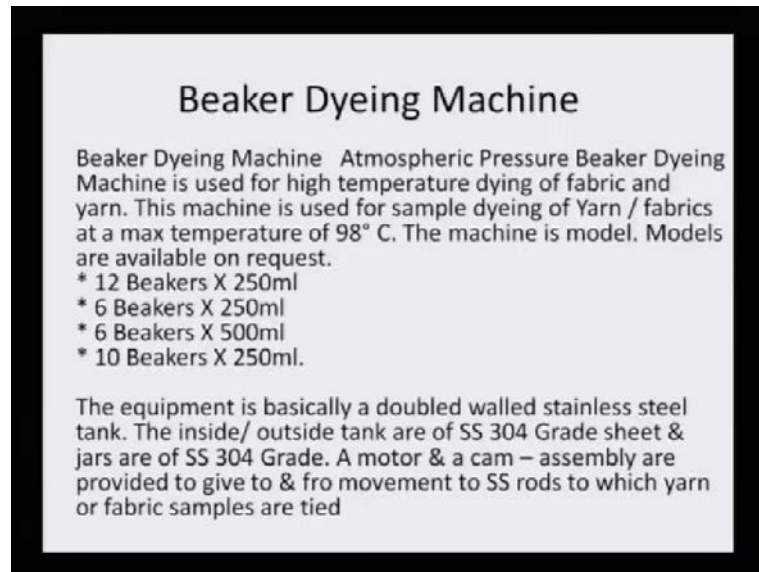 Beaker Dyeing Machine
Beaker Dyeing Machine   Atmospheric Pressure Beaker Dyeing
Machine is used for high temperature dying of fabric and
yarn. This machine is used for sample dyeing of Yarn / fabrics
at a max temperature of 98° C. The machine is model. Models
are available on request.
* 12 Beakers X 250ml
* 6 Beakers X 250ml
* 6 Beakers X 500ml
* 10 Beakers X 250ml.
The equipment is basically a doubled walled stainless steel
tank. The inside/ outside tank are of SS 304 Grade sheet &
jars are of SS 304 Grade. A motor & a cam – assembly are
provided to give to & fro movement to SS rods to which yarn
or fabric samples are tied